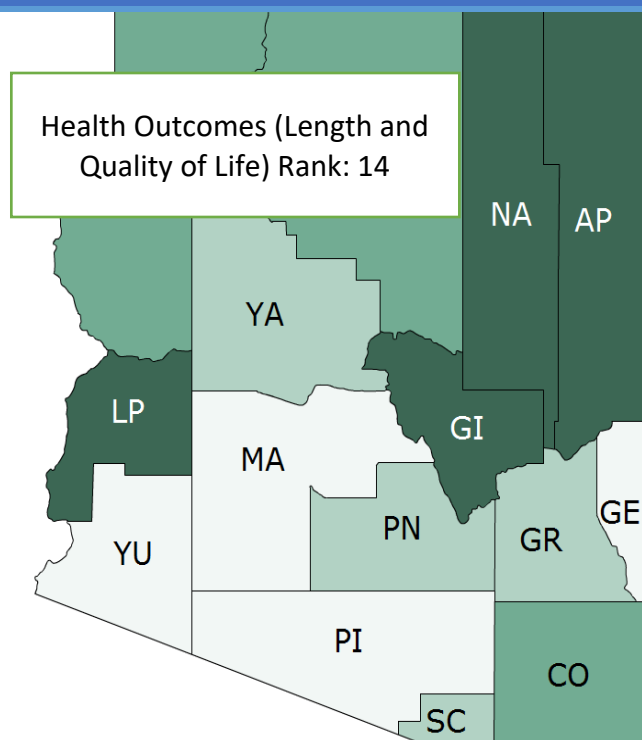 Health Outcomes (Length and
Quality of Life) Rank: 14
NA
AP
YA
LP
GI
MA
GE
PN
GR
YU
PI
CO
SC